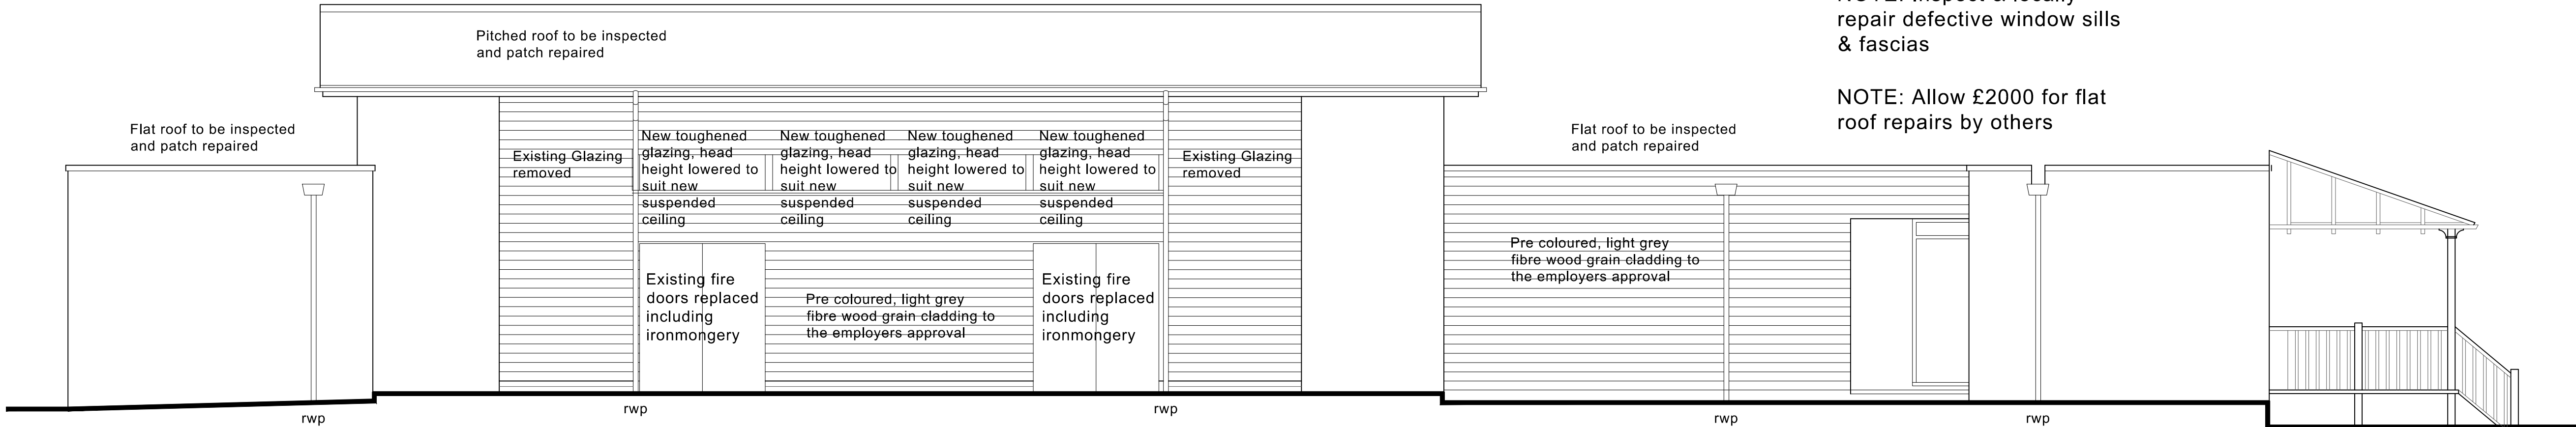 NOTE: Inspect & locally
repair defective window sills
& fascias
NOTE: Allow £2000 for flat
roof repairs by others
Pitched roof to be inspected
and patch repaired
Flat roof to be inspected
and patch repaired
Flat roof to be inspected
and patch repaired
Existing Glazing
removed
New toughened
glazing, head
height lowered to
suit new
suspended
ceiling
New toughened
glazing, head
height lowered to
suit new
suspended
ceiling
New toughened
glazing, head
height lowered to
suit new
suspended
ceiling
New toughened
glazing, head
height lowered to
suit new
suspended
ceiling
Existing Glazing
removed
Existing fire
doors replaced
including
ironmongery
Pre coloured, light grey
fibre wood grain cladding to
the employers approval
Existing fire
doors replaced
including
ironmongery
Pre coloured, light grey
fibre wood grain cladding to
the employers approval
rwp
rwp
rwp
rwp
rwp